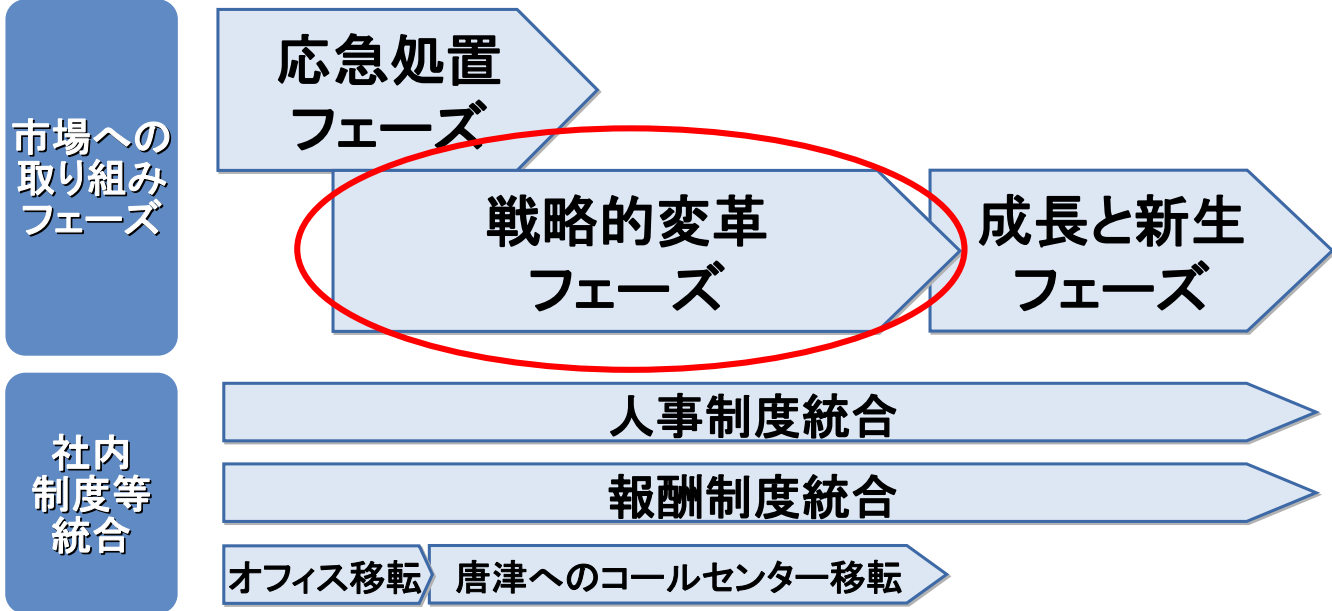 市場への
取り組み
フェーズ
応急処置
フェーズ
戦略的変革
フェーズ
成長と新生
フェーズ
社内
制度等
統合
人事制度統合
報酬制度統合
オフィス移転
唐津へのコールセンター移転